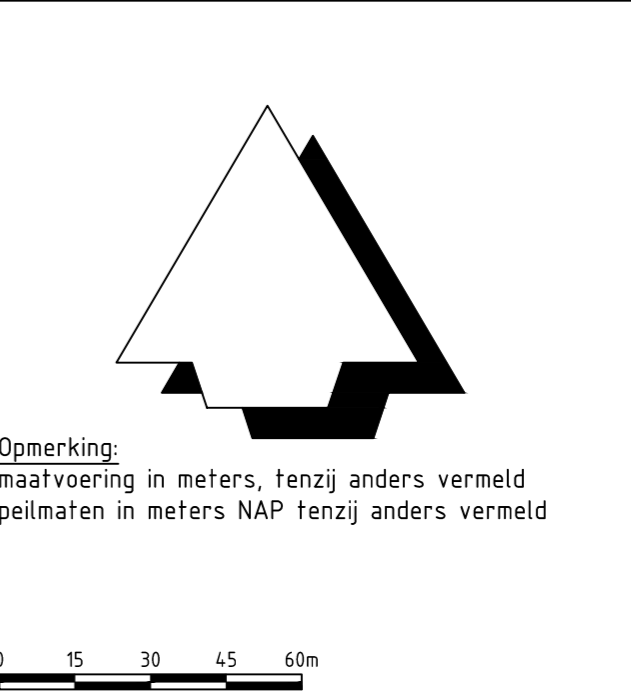 Opmerking:
maatvoering in meters, tenzij anders vermeld
peilmaten in meters NAP tenzij anders vermeld
0 15 30 45 60m